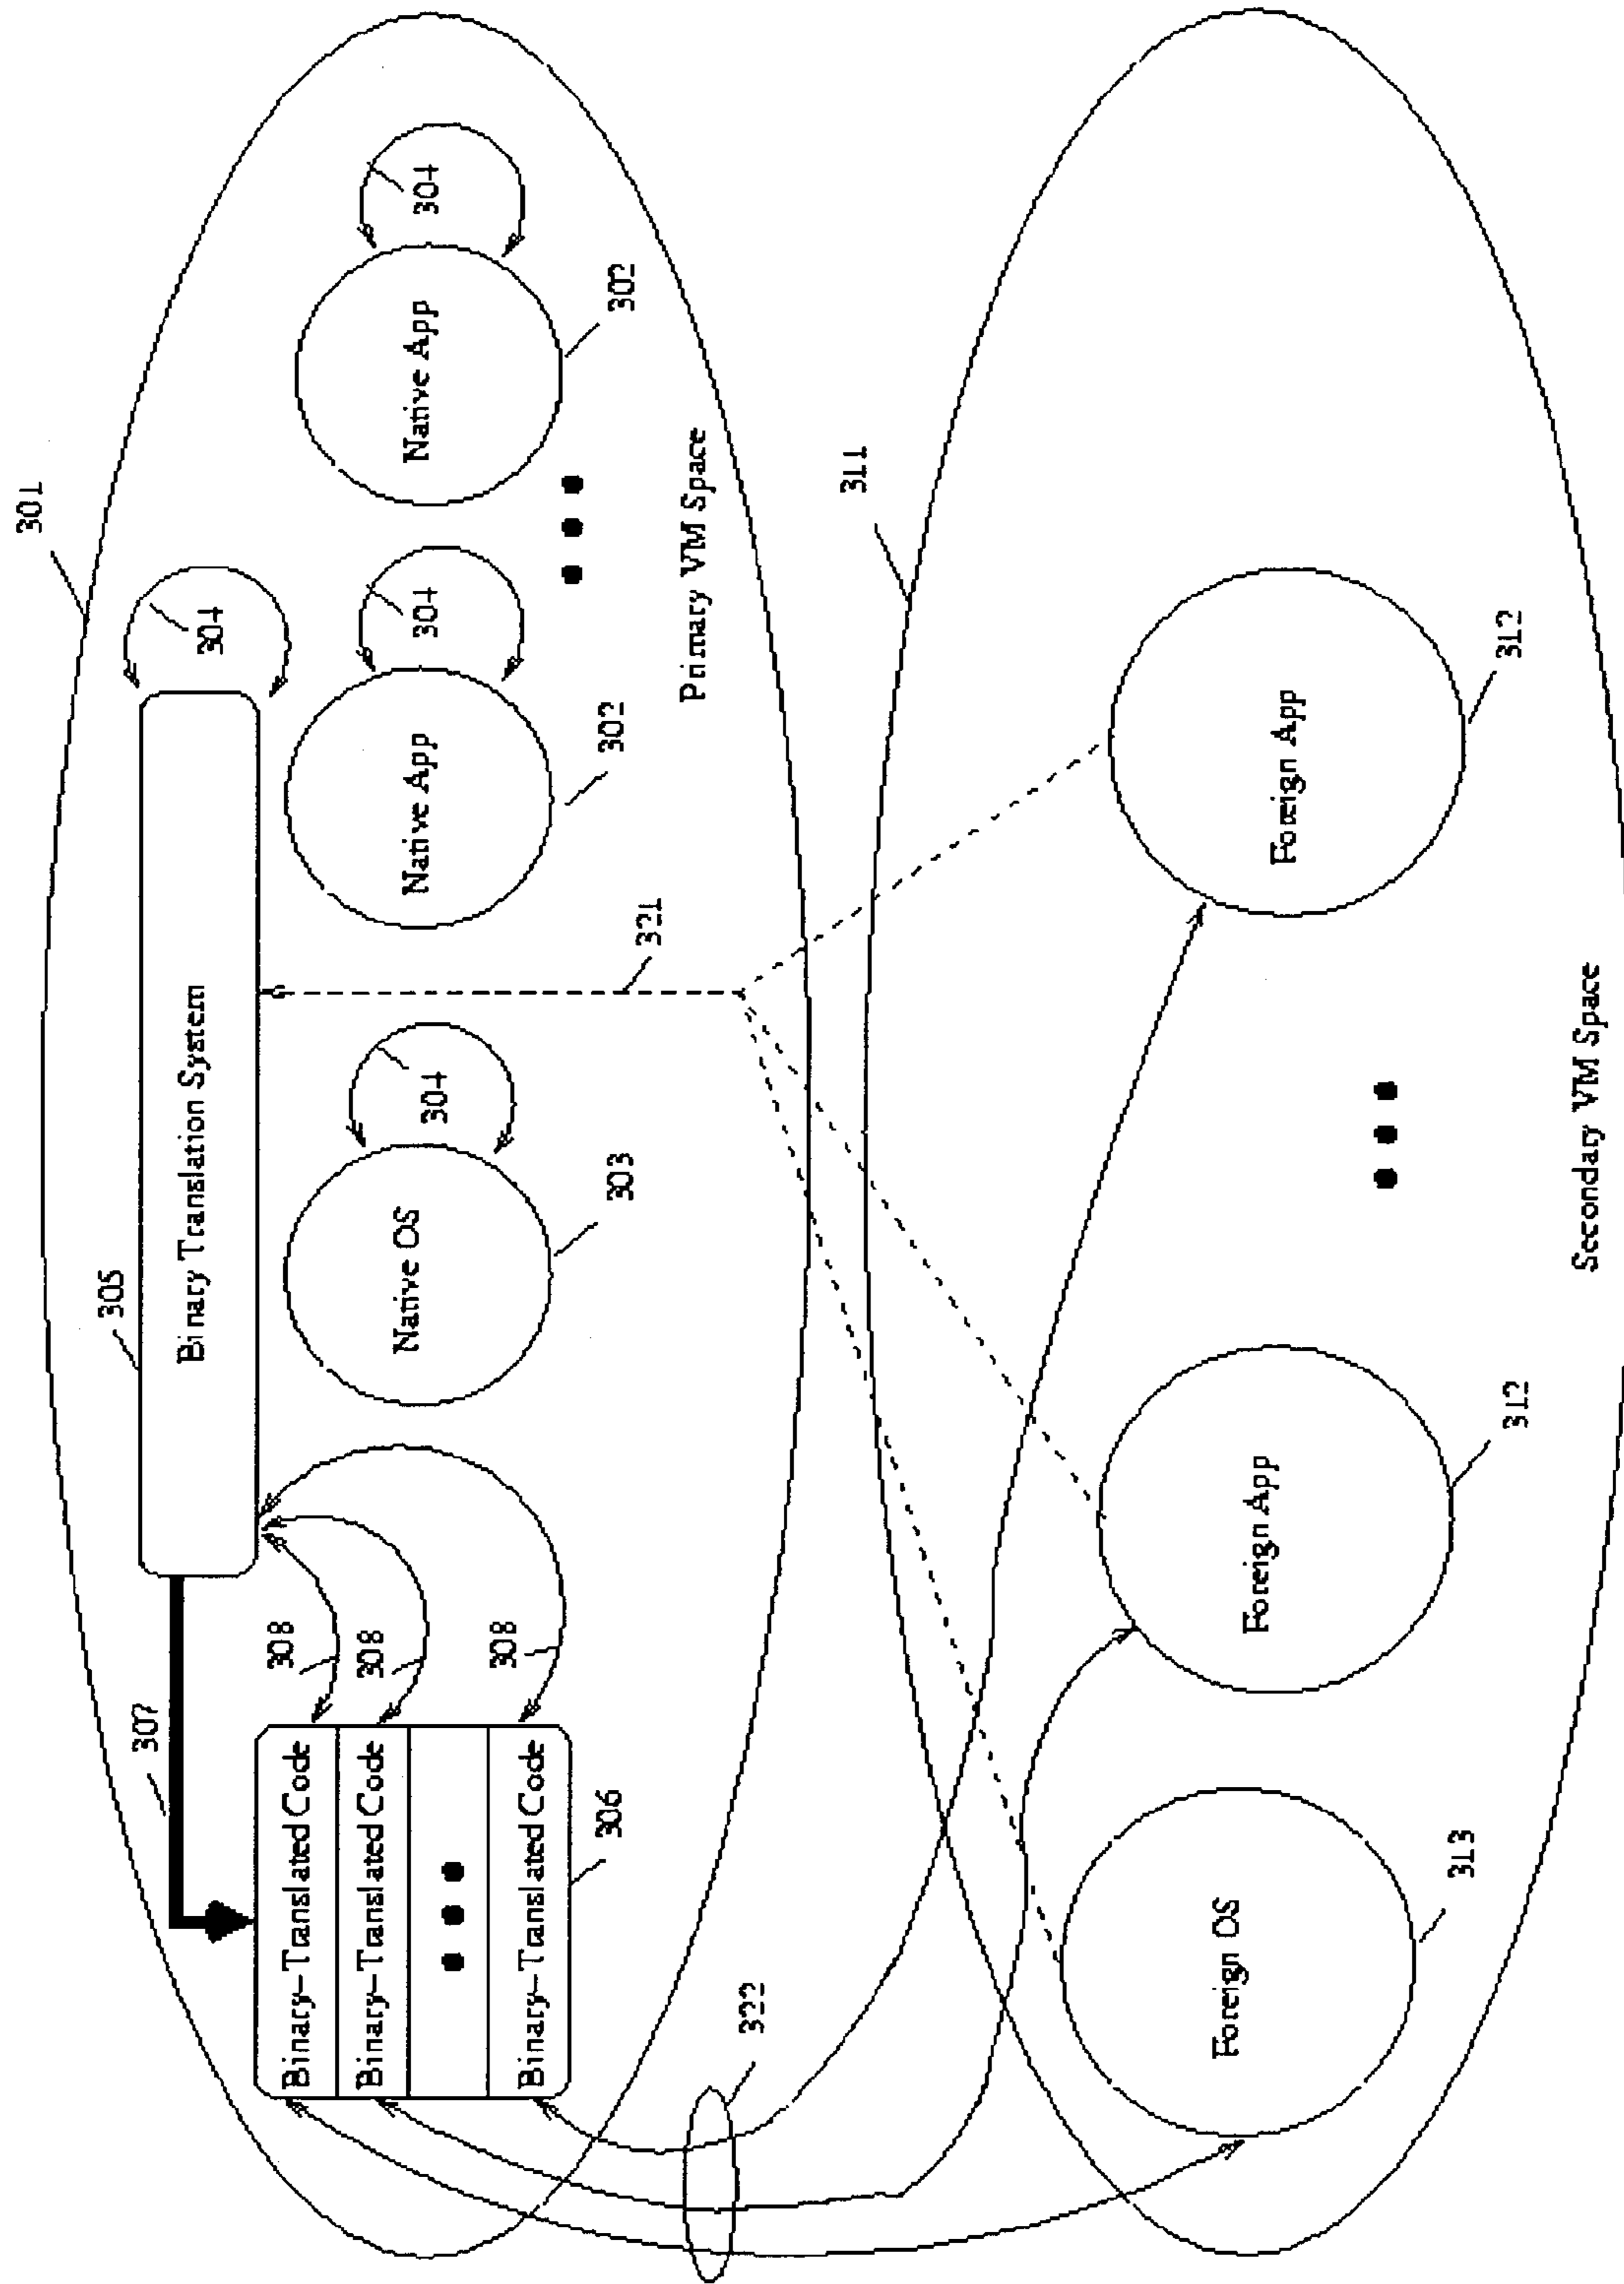 301
305
Binary Translation System
304
307
308
308
308
Binary-Translated Code
Binary-Translated Code
Binary-Translated Code
306
Native OS
303
304
Native App
302
304
Native App
302
304
321
Primary VM Space
322
311
Foreign OS
313
Foreign App
312
Foreign App
312
Secondary VM Space